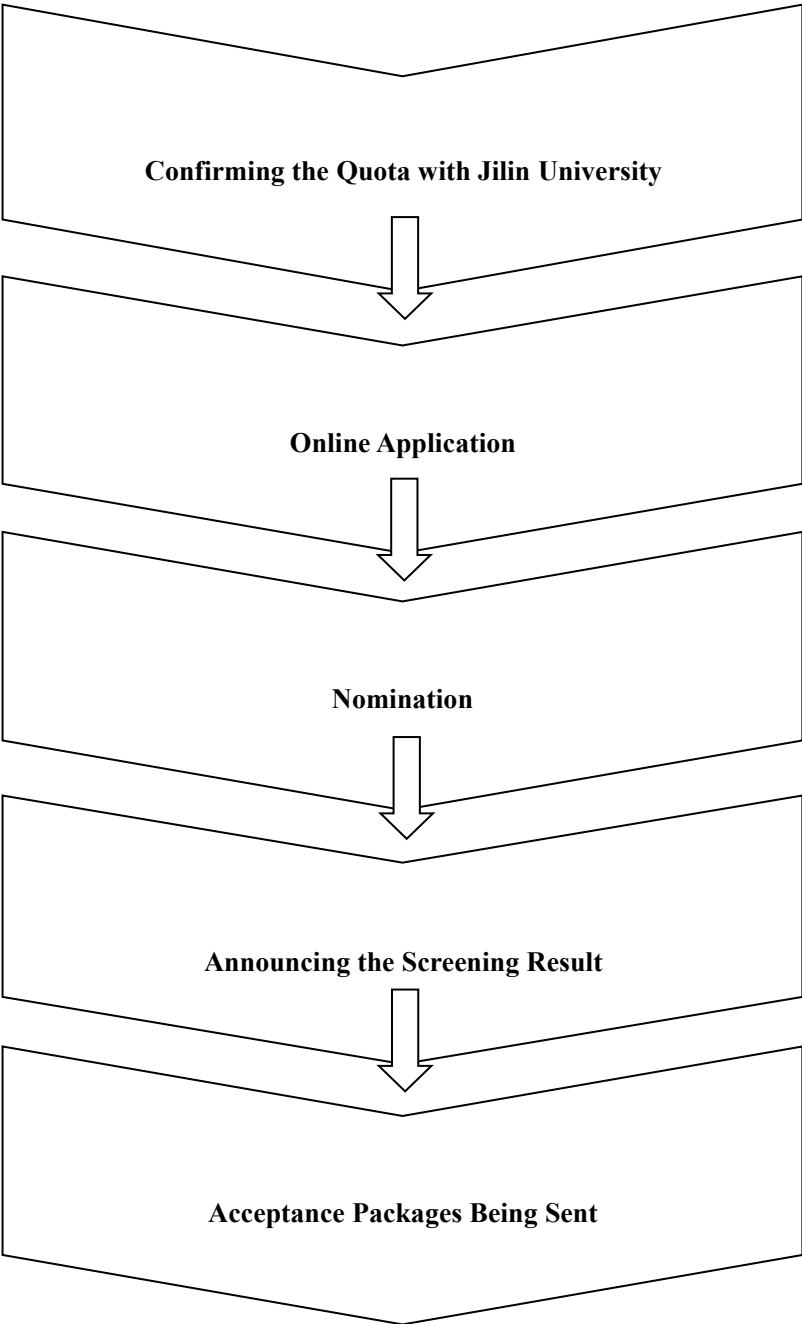 Confirming the Quota with Jilin University
Online Application
Nomination
Announcing the Screening Result
Acceptance Packages Being Sent